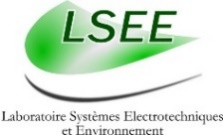 LSEE
Laboratoire Systèmes Electrotechniques
et Environnement